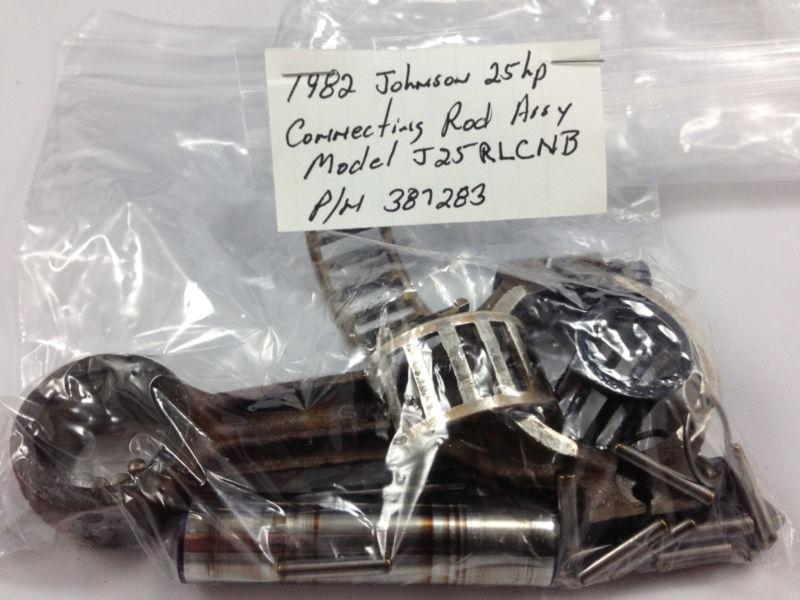 1982 Johnson 25hp
Connecting Rod Assy
Model J25RLCNB
P/N 387283